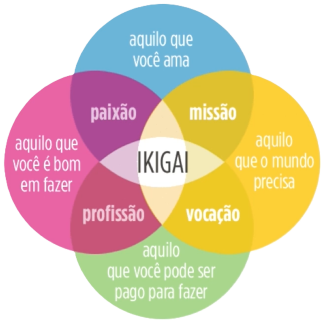 aquilo que
você ama
paixão
missão
aquilo que
você é bom
em fazer
IKIGAI
aquilo
que o mundo
precisa
profissão
vocação
aquilo
que você pode ser
pago para fazer